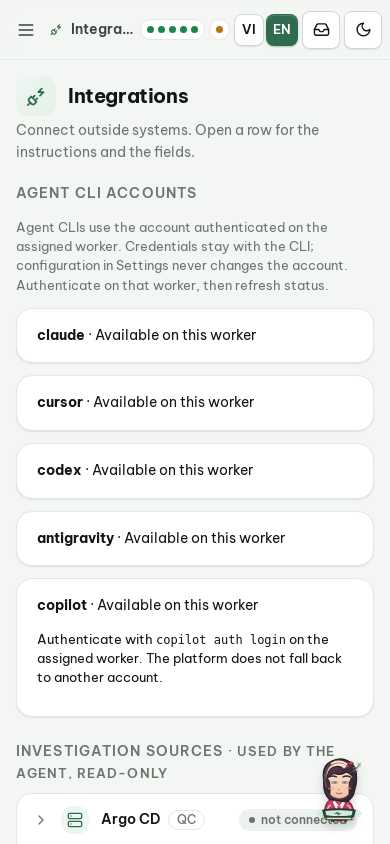 Integra...
VI
EN
Integrations
Connect outside systems. Open a row for the
instructions and the fields.
AGENT CLI ACCOUNTS
Agent CLIs use the account authenticated on the
assigned worker. Credentials stay with the CLI;
configuration in Settings never changes the account.
Authenticate on that worker, then refresh status.
claude · Available on this worker
cursor · Available on this worker
codex · Available on this worker
antigravity · Available on this worker
copilot · Available on this worker
Authenticate with copilot auth login on the
assigned worker. The platform does not fall back
to another account.
INVESTIGATION SOURCES · USED BY THE
AGENT, READ-ONLY
Argo CD QC not connected